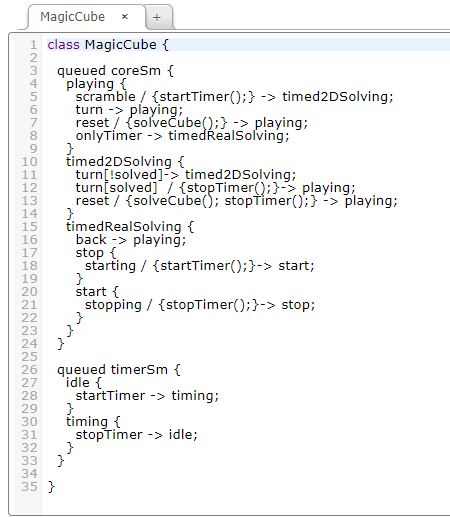 MagicCube × +
1 class MagicCube {
2
3   queued coreSm {
4     playing {
5       scramble / {startTimer();} -> timed2DSolving;
6       turn -> playing;
7       reset / {solveCube();} -> playing;
8       onlyTimer -> timedRealSolving;
9     }
10     timed2DSolving {
11       turn[!solved]-> timed2DSolving;
12       turn[solved]  / {stopTimer();}-> playing;
13       reset / {solveCube(); stopTimer();} -> playing;
14     }
15     timedRealSolving {
16       back -> playing;
17       stop {
18         starting / {startTimer();}-> start;
19       }
20       start {
21         stopping / {stopTimer();}-> stop;
22       }
23     }
24   }
25
26   queued timerSm {
27     idle {
28       startTimer -> timing;
29     }
30     timing {
31       stopTimer -> idle;
32     }
33   }
34
35 }